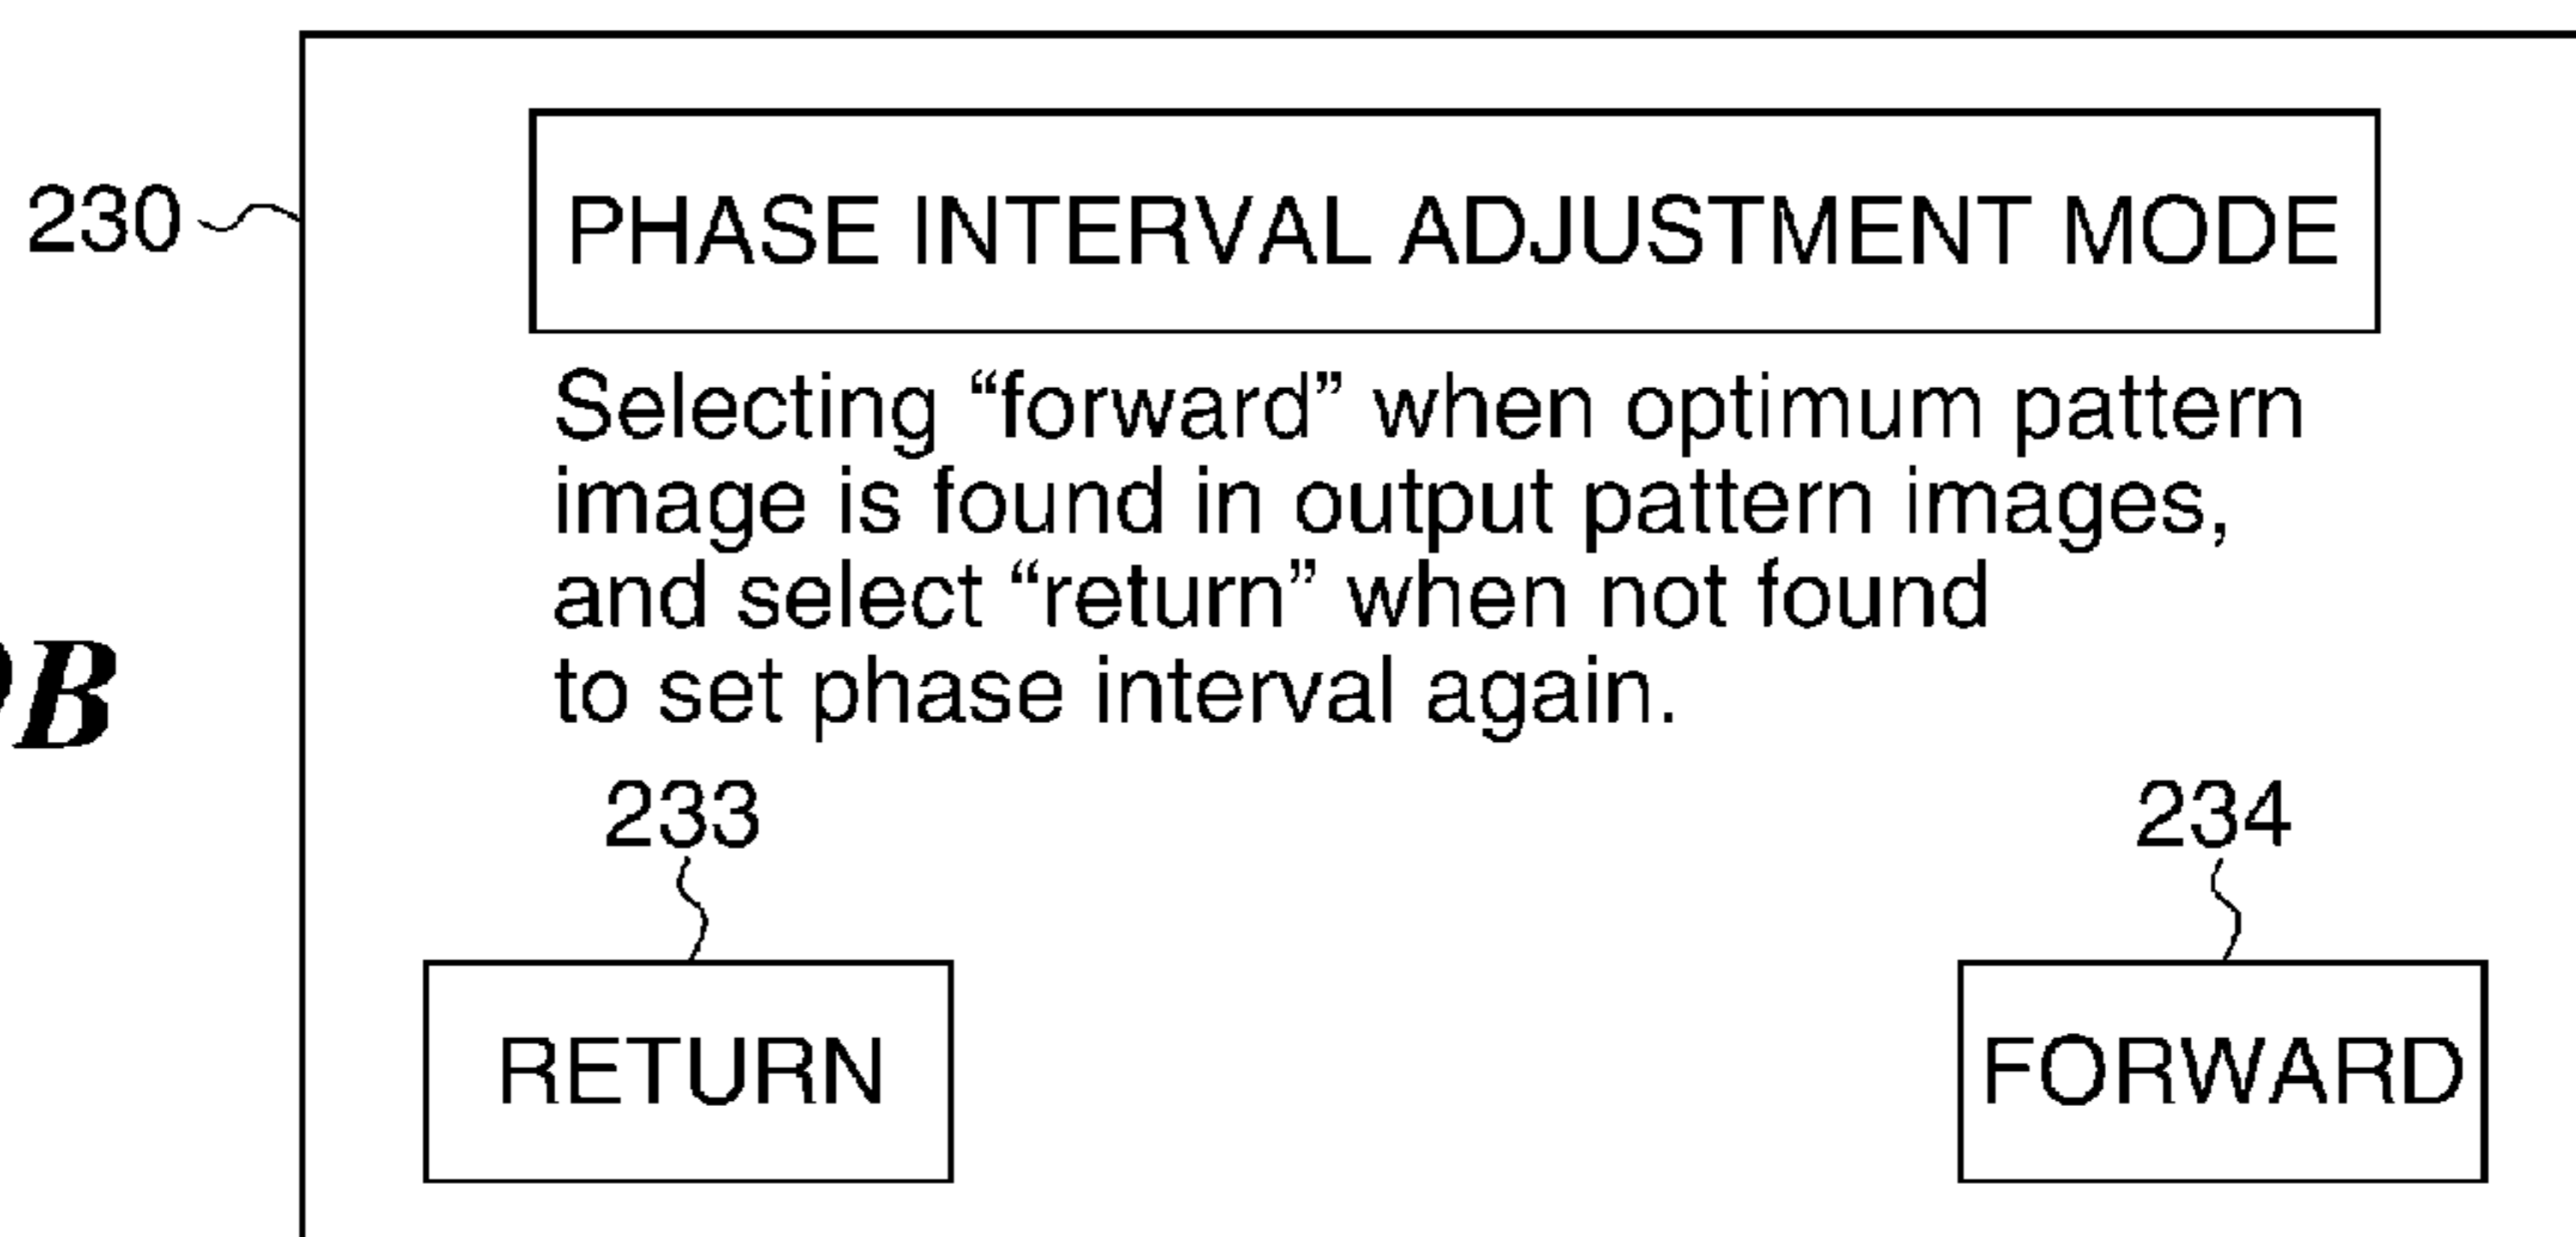 PHASE INTERVAL ADJUSTMENT MODE
230
Selecting “forward” when optimum pattern
image is found in output pattern images,
and select “return” when not found
to set phase interval again.
B
233
234
RETURN
FORWARD